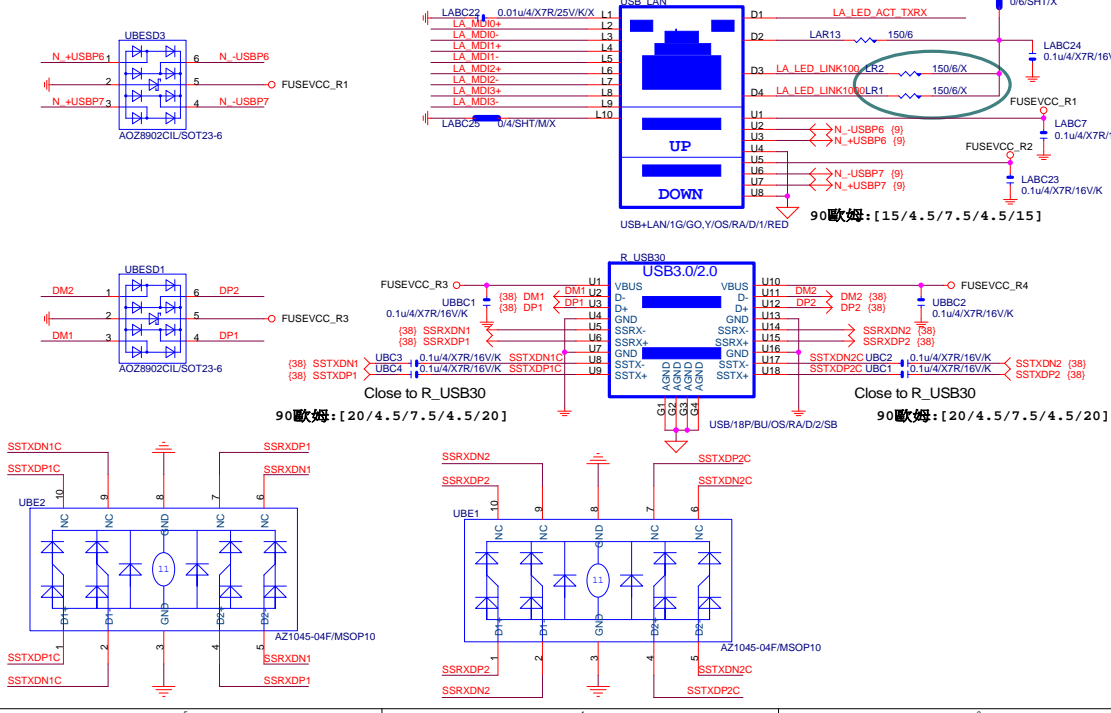 USB_LAN
LABC22
0.01u/4/X7R/25V/K/X
L1
D1
LA_LED_ACT_TXRX
0/6/SHT/X
LA_MDI0+
L2
LA_MDI0-
L3
LA_MDI1+
L4
LA_MDI1-
L5
LA_MDI2+
L6
LA_MDI2-
L7
LA_MDI3+
L8
LA_MDI3-
L9
L10
LABC25
0/4/SHT/M/X
D2
LAR13
150/6
LABC24
0.1u/4/X7R/16V
D3
LA_LED_LINK100
LR2
150/6/X
D4
LA_LED_LINK1000
LR1
150/6/X
FUSEVCC_R1
U1
U2
N_-USBP6 {9}
U3
N_+USBP6 {9}
U4
U5
U6
N_-USBP7 {9}
U7
N_+USBP7 {9}
U8
LABC7
0.1u/4/X7R/1
FUSEVCC_R2
LABC23
0.1u/4/X7R/16V/K
UP
DOWN
USB+LAN/1G/GO,Y/OS/RA/D/1/RED
90歐姆:[15/4.5/7.5/4.5/15]
UBESD3
N_+USBP6
1
6
N_-USBP6
2
5
FUSEVCC_R1
N_+USBP7
3
4
N_-USBP7
AOZ8902CIL/SOT23-6
UBESD1
DM2
1
6
DP2
2
5
FUSEVCC_R3
DM1
3
4
DP1
AOZ8902CIL/SOT23-6
R_USB30
USB3.0/2.0
FUSEVCC_R3
U1
VBUS
VBUS
U10
FUSEVCC_R4
UBBC1
0.1u/4/X7R/16V/K
{38} DM1
DM1
U2
D-
D-
U11
DM2
DM2 {38}
{38} DP1
DP1
U3
D+
D+
U12
DP2
DP2 {38}
UBBC2
0.1u/4/X7R/16V/K
U4
GND
GND
U13
{38} SSRXDN1
U5
SSRX-
SSRX-
U14
SSRXDN2 {38}
{38} SSRXDP1
U6
SSRX+
SSRX+
U15
SSRXDP2 {38}
U7
GND
GND
U16
{38} SSTXDN1
UBC3
0.1u/4/X7R/16V/K
SSTXDN1C
U8
SSTX-
SSTX-
U17
SSTXDN2C
UBC2
0.1u/4/X7R/16V/K
SSTXDN2 {38}
{38} SSTXDP1
UBC4
0.1u/4/X7R/16V/K
SSTXDP1C
U9
SSTX+
SSTX+
U18
SSTXDP2C
UBC1
0.1u/4/X7R/16V/K
SSTXDP2 {38}
AGND
AGND
AGND
AGND
G1
G2
G3
G4
Close to R_USB30
Close to R_USB30
90歐姆:[20/4.5/7.5/4.5/20]
90歐姆:[20/4.5/7.5/4.5/20]
USB/18P/BU/OS/RA/D/2/SB
SSTXDN1C
SSTXDP1C
SSRXDP1
SSRXDN1
UBE2
10
9
8
7
6
NC
NC
GND
NC
NC
11
D1+
D1-
GND
D2+
D2-
AZ1045-04F/MSOP10
1
2
3
4
5
SSTXDP1C
SSTXDN1C
SSRXDN1
SSRXDP1
SSRXDN2
SSRXDP2
SSTXDP2C
SSTXDN2C
UBE1
10
9
8
7
6
NC
NC
GND
NC
NC
11
D1+
D1-
GND
D2+
D2-
AZ1045-04F/MSOP10
1
2
3
4
5
SSRXDP2
SSRXDN2
SSTXDN2C
SSTXDP2C